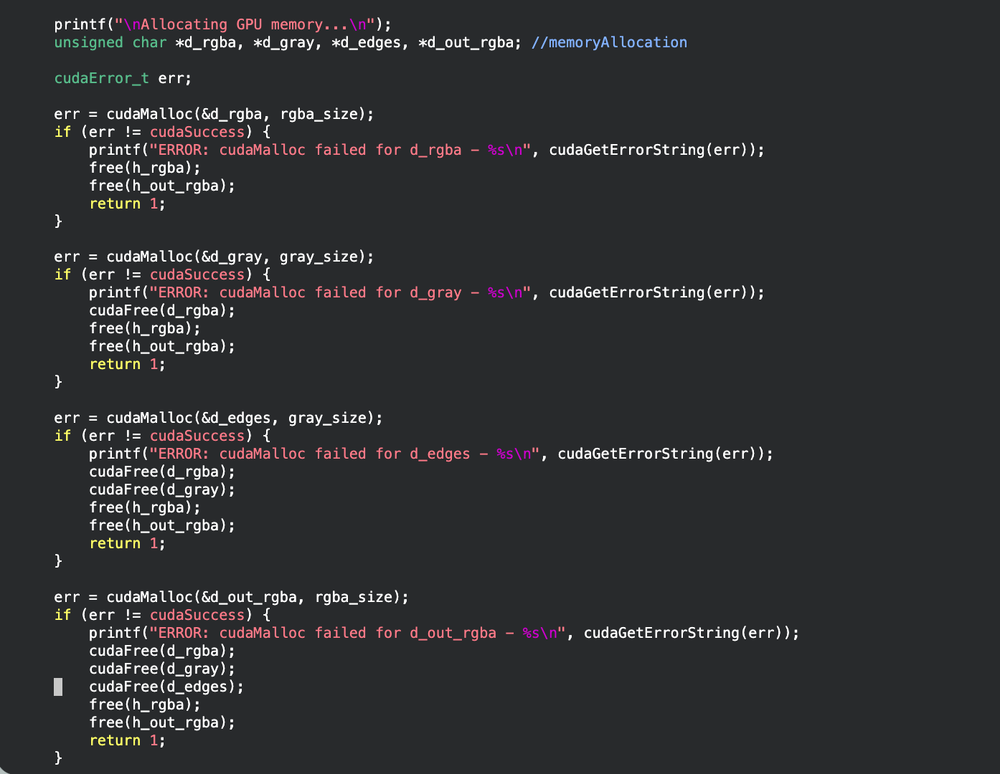 printf("\nAllocating GPU memory...\n");
unsigned char *d_rgba, *d_gray, *d_edges, *d_out_rgba; //memoryAllocation
cudaError_t err;
err = cudaMalloc(&d_rgba, rgba_size);
if (err != cudaSuccess) {
printf("ERROR: cudaMalloc failed for d_rgba - %s\n", cudaGetErrorString(err));
free(h_rgba);
free(h_out_rgba);
return 1;
}
err = cudaMalloc(&d_gray, gray_size);
if (err != cudaSuccess) {
printf("ERROR: cudaMalloc failed for d_gray - %s\n", cudaGetErrorString(err));
cudaFree(d_rgba);
free(h_rgba);
free(h_out_rgba);
return 1;
}
err = cudaMalloc(&d_edges, gray_size);
if (err != cudaSuccess) {
printf("ERROR: cudaMalloc failed for d_edges - %s\n", cudaGetErrorString(err));
cudaFree(d_rgba);
cudaFree(d_gray);
free(h_rgba);
free(h_out_rgba);
return 1;
}
err = cudaMalloc(&d_out_rgba, rgba_size);
if (err != cudaSuccess) {
printf("ERROR: cudaMalloc failed for d_out_rgba - %s\n", cudaGetErrorString(err));
cudaFree(d_rgba);
cudaFree(d_gray);
cudaFree(d_edges);
free(h_rgba);
free(h_out_rgba);
return 1;
}